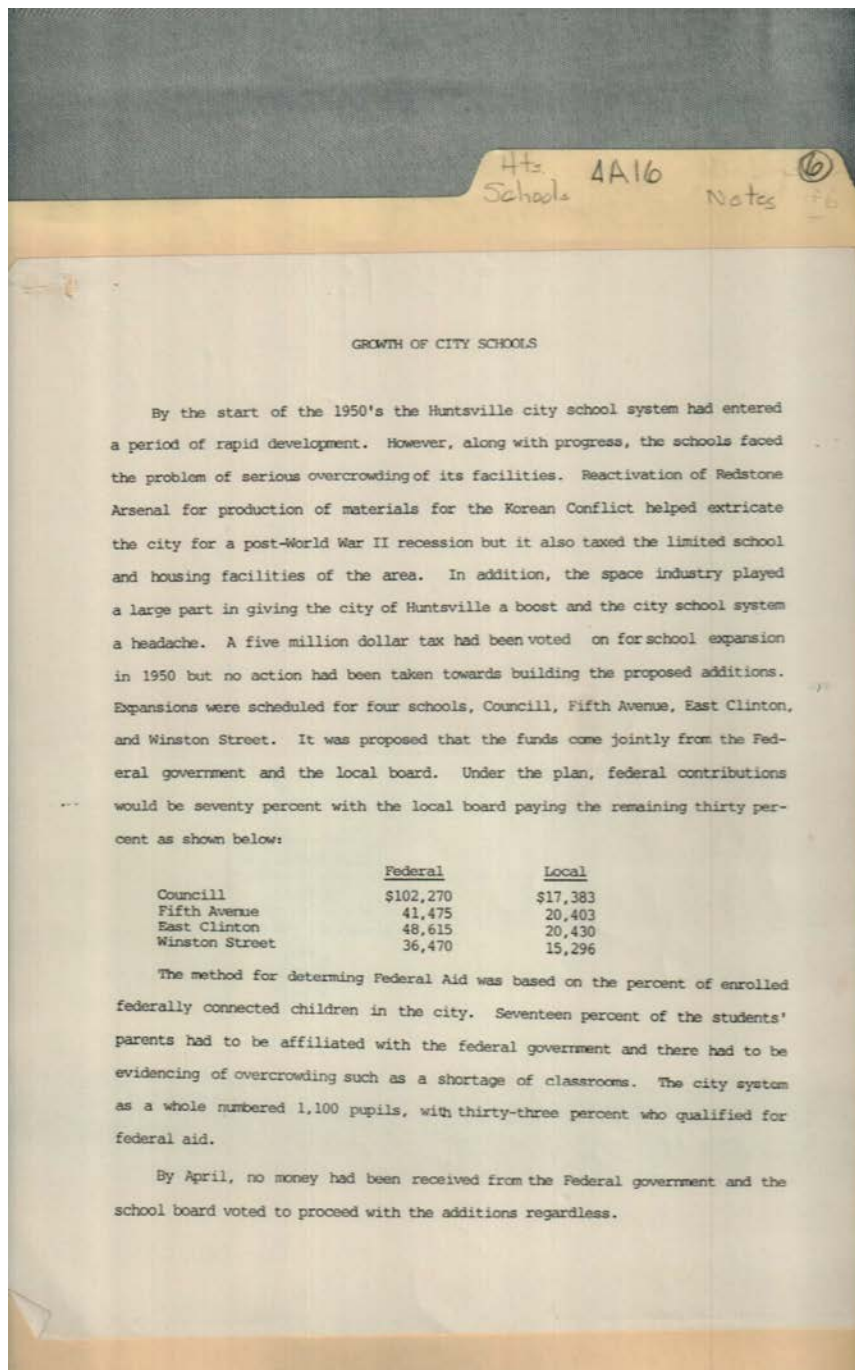 Hts. 4A16 6
Schools Notes
GROWTH OF CITY SCHOOLS
By the start of the 1950's the Huntsville city school system had entered
a period of rapid development. However, along with progress, the schools faced
the problem of serious overcrowding of its facilities. Reactivation of Redstone
Arsenal for production of materials for the Korean Conflict helped extricate
the city for a post-World War II recession but it also taxed the limited school
and housing facilities of the area. In addition, the space industry played
a large part in giving the city of Huntsville a boost and the city school system
a headache. A five million dollar tax had been voted on for school expansion
in 1950 but no action had been taken towards building the proposed additions.
Expansions were scheduled for four schools, Councill, Fifth Avenue, East Clinton,
and Winston Street. It was proposed that the funds come jointly from the Fed-
eral government and the local board. Under the plan, federal contributions
would be seventy percent with the local board paying the remaining thirty per-
cent as shown below:
Federal Local
Councill $102,270 $17,383
Fifth Avenue 41,475 20,403
East Clinton 48,615 20,430
Winston Street 36,470 15,296
The method for determing Federal Aid was based on the percent of enrolled
federally connected children in the city. Seventeen percent of the students'
parents had to be affiliated with the federal government and there had to be
evidencing of overcrowding such as a shortage of classrooms. The city system
as a whole numbered 1,100 pupils, with thirty-three percent who qualified for
federal aid.
By April, no money had been received from the Federal government and the
school board voted to proceed with the additions regardless.